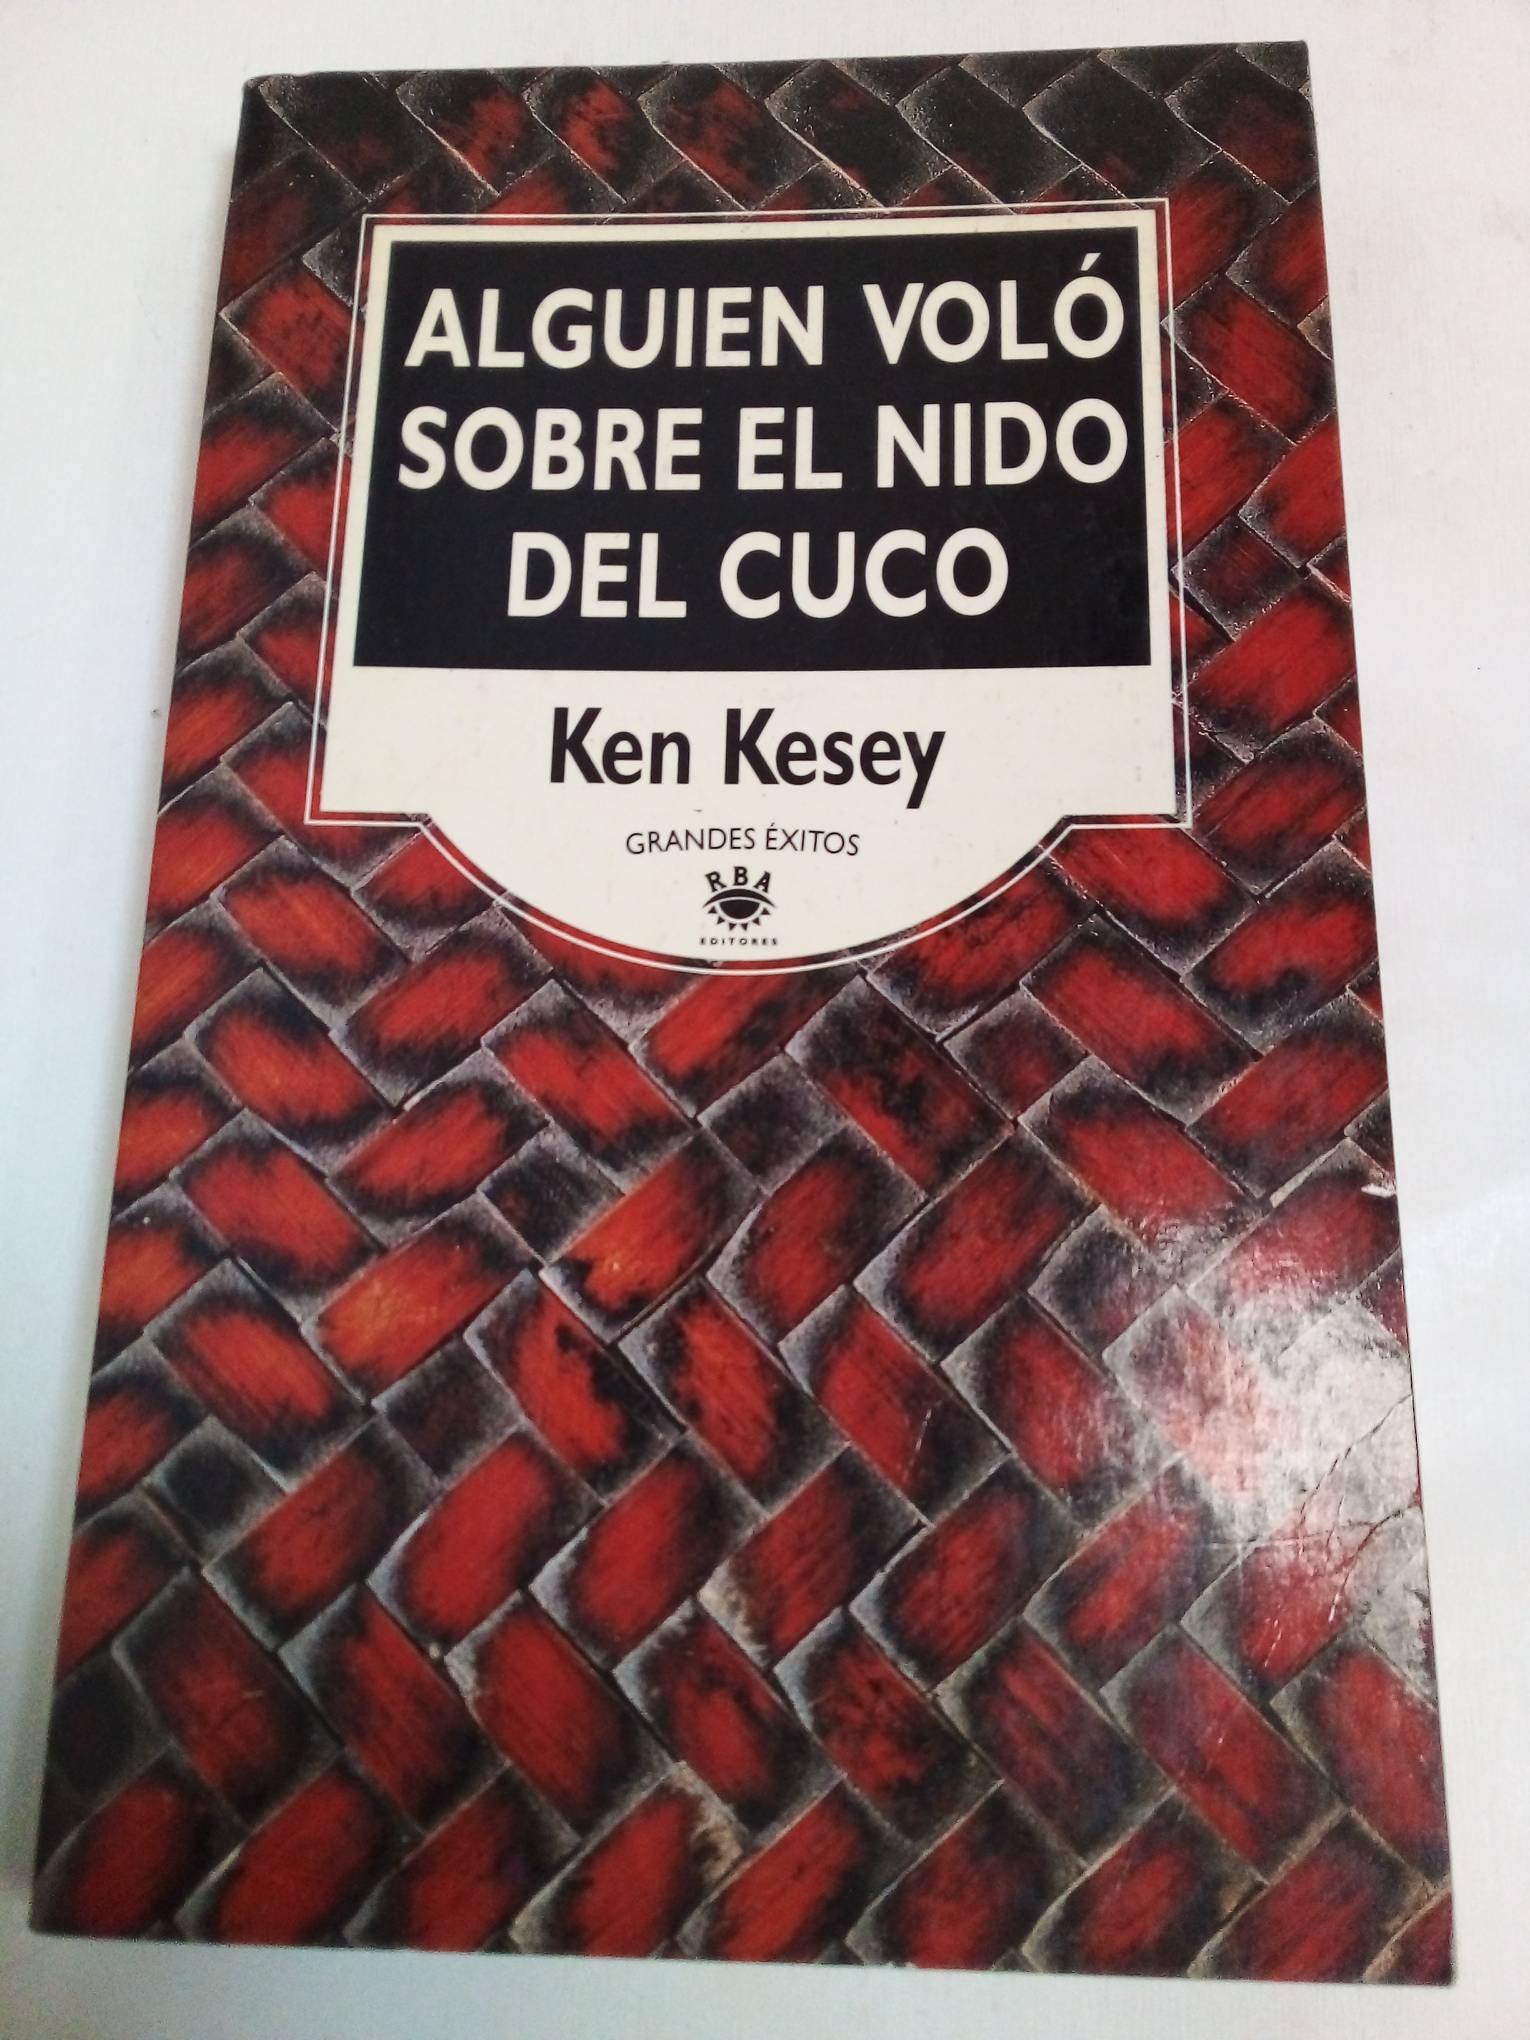 ALGUIEN VOLÓ
SOBRE EL NIDO
DEL CUCO
Ken Kesey
GRANDES ÉXITOS
RBA
EDITORES